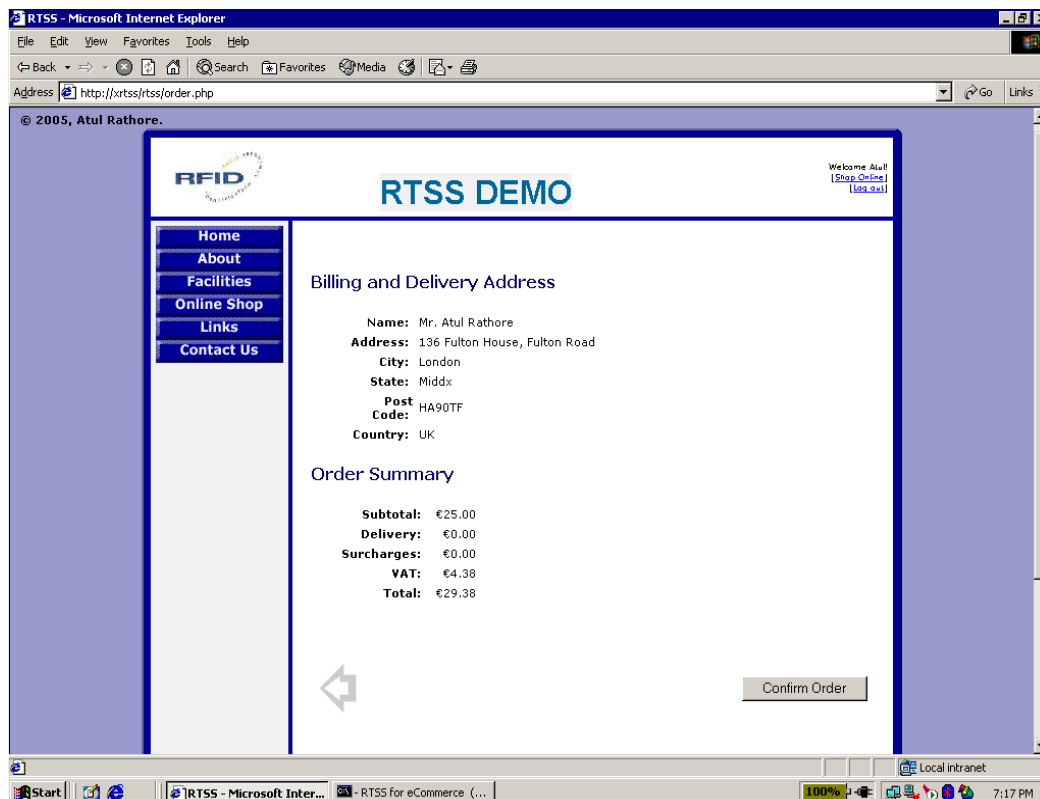 RTSS - Microsoft Internet Explorer
File Edit View Favorites Tools Help
Back Search Favorites Media
Address http://xrtss/rtss/order.php Go Links
© 2005, Atul Rathore.
RFID
RTSS DEMO
Welcome Atul!
[Shop Online]
[Log out]
Home
About
Facilities
Online Shop
Links
Contact Us
Billing and Delivery Address
Name: Mr. Atul Rathore
Address: 136 Fulton House, Fulton Road
City: London
State: Middx
Post Code: HA90TF
Country: UK
Order Summary
Subtotal: €25.00
Delivery: €0.00
Surcharges: €0.00
VAT: €4.38
Total: €29.38
Confirm Order
Local intranet
Start RTSS - Microsoft Inter... - RTSS for eCommerce (... 100% 7:17 PM